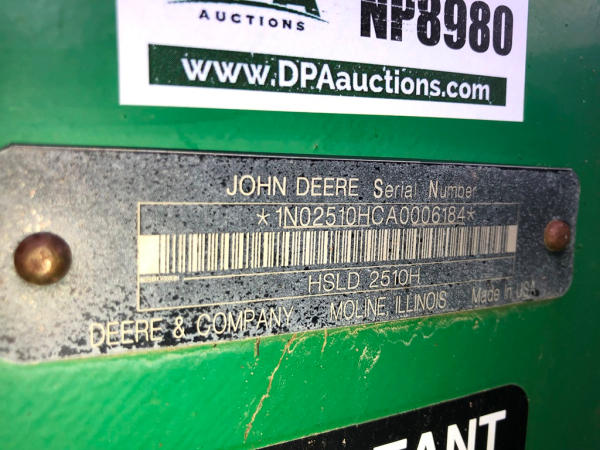 DPA
AUCTIONS
NP8980
www.DPAauctions.com
JOHN DEERE Serial Number
*1N02510HCA0006184*
HSLD 2510H
DEERE & COMPANY MOLINE, ILLINOIS Made in USA